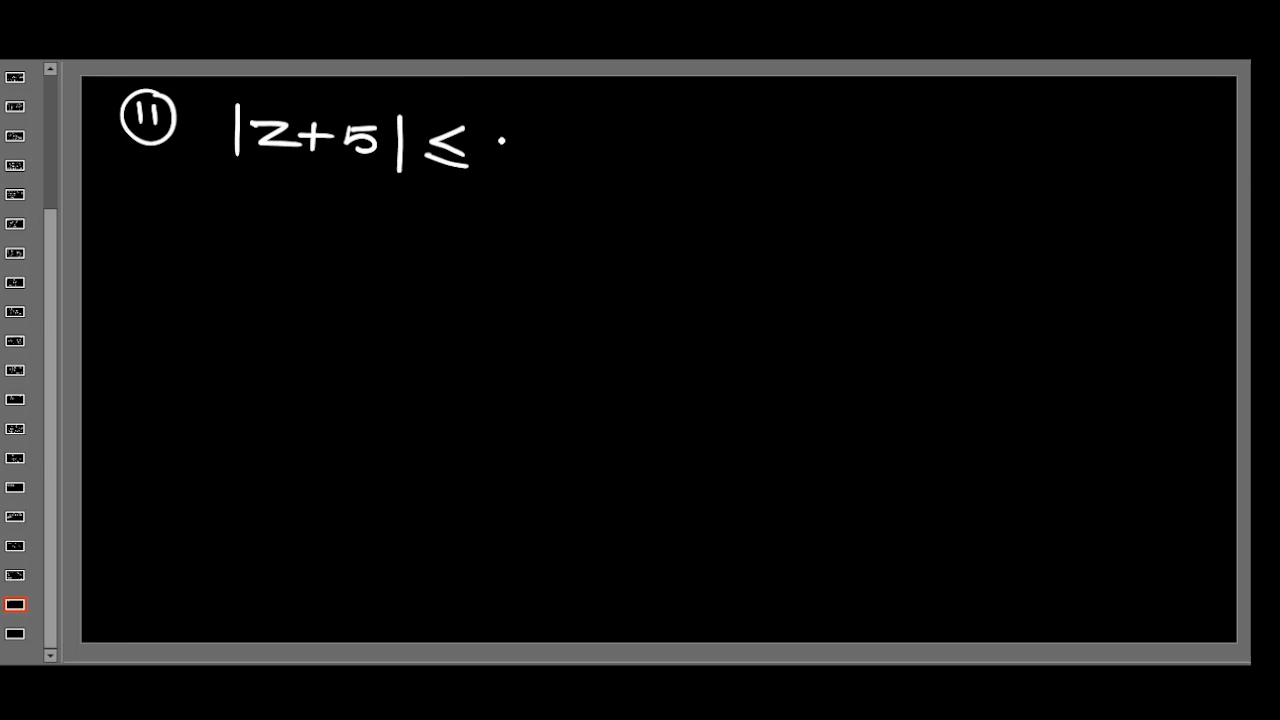 11 |z+5| ≤ .